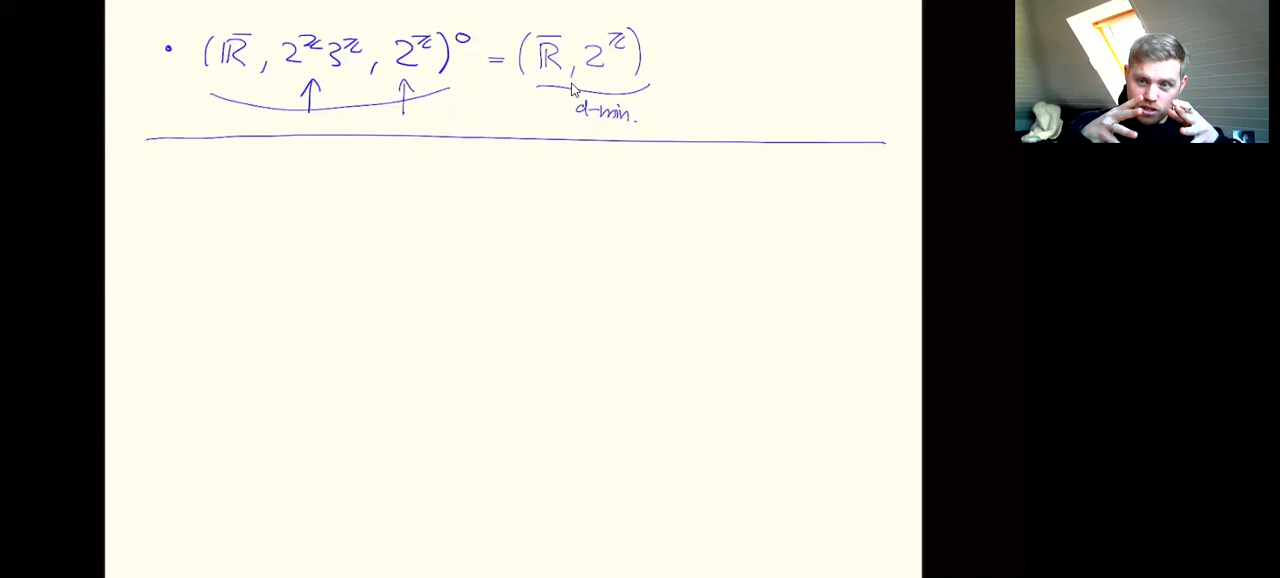 • (ℝ̄, 2^ℤ3^ℤ, 2^ℤ)° = (ℝ̄, 2^ℤ)
d-min.